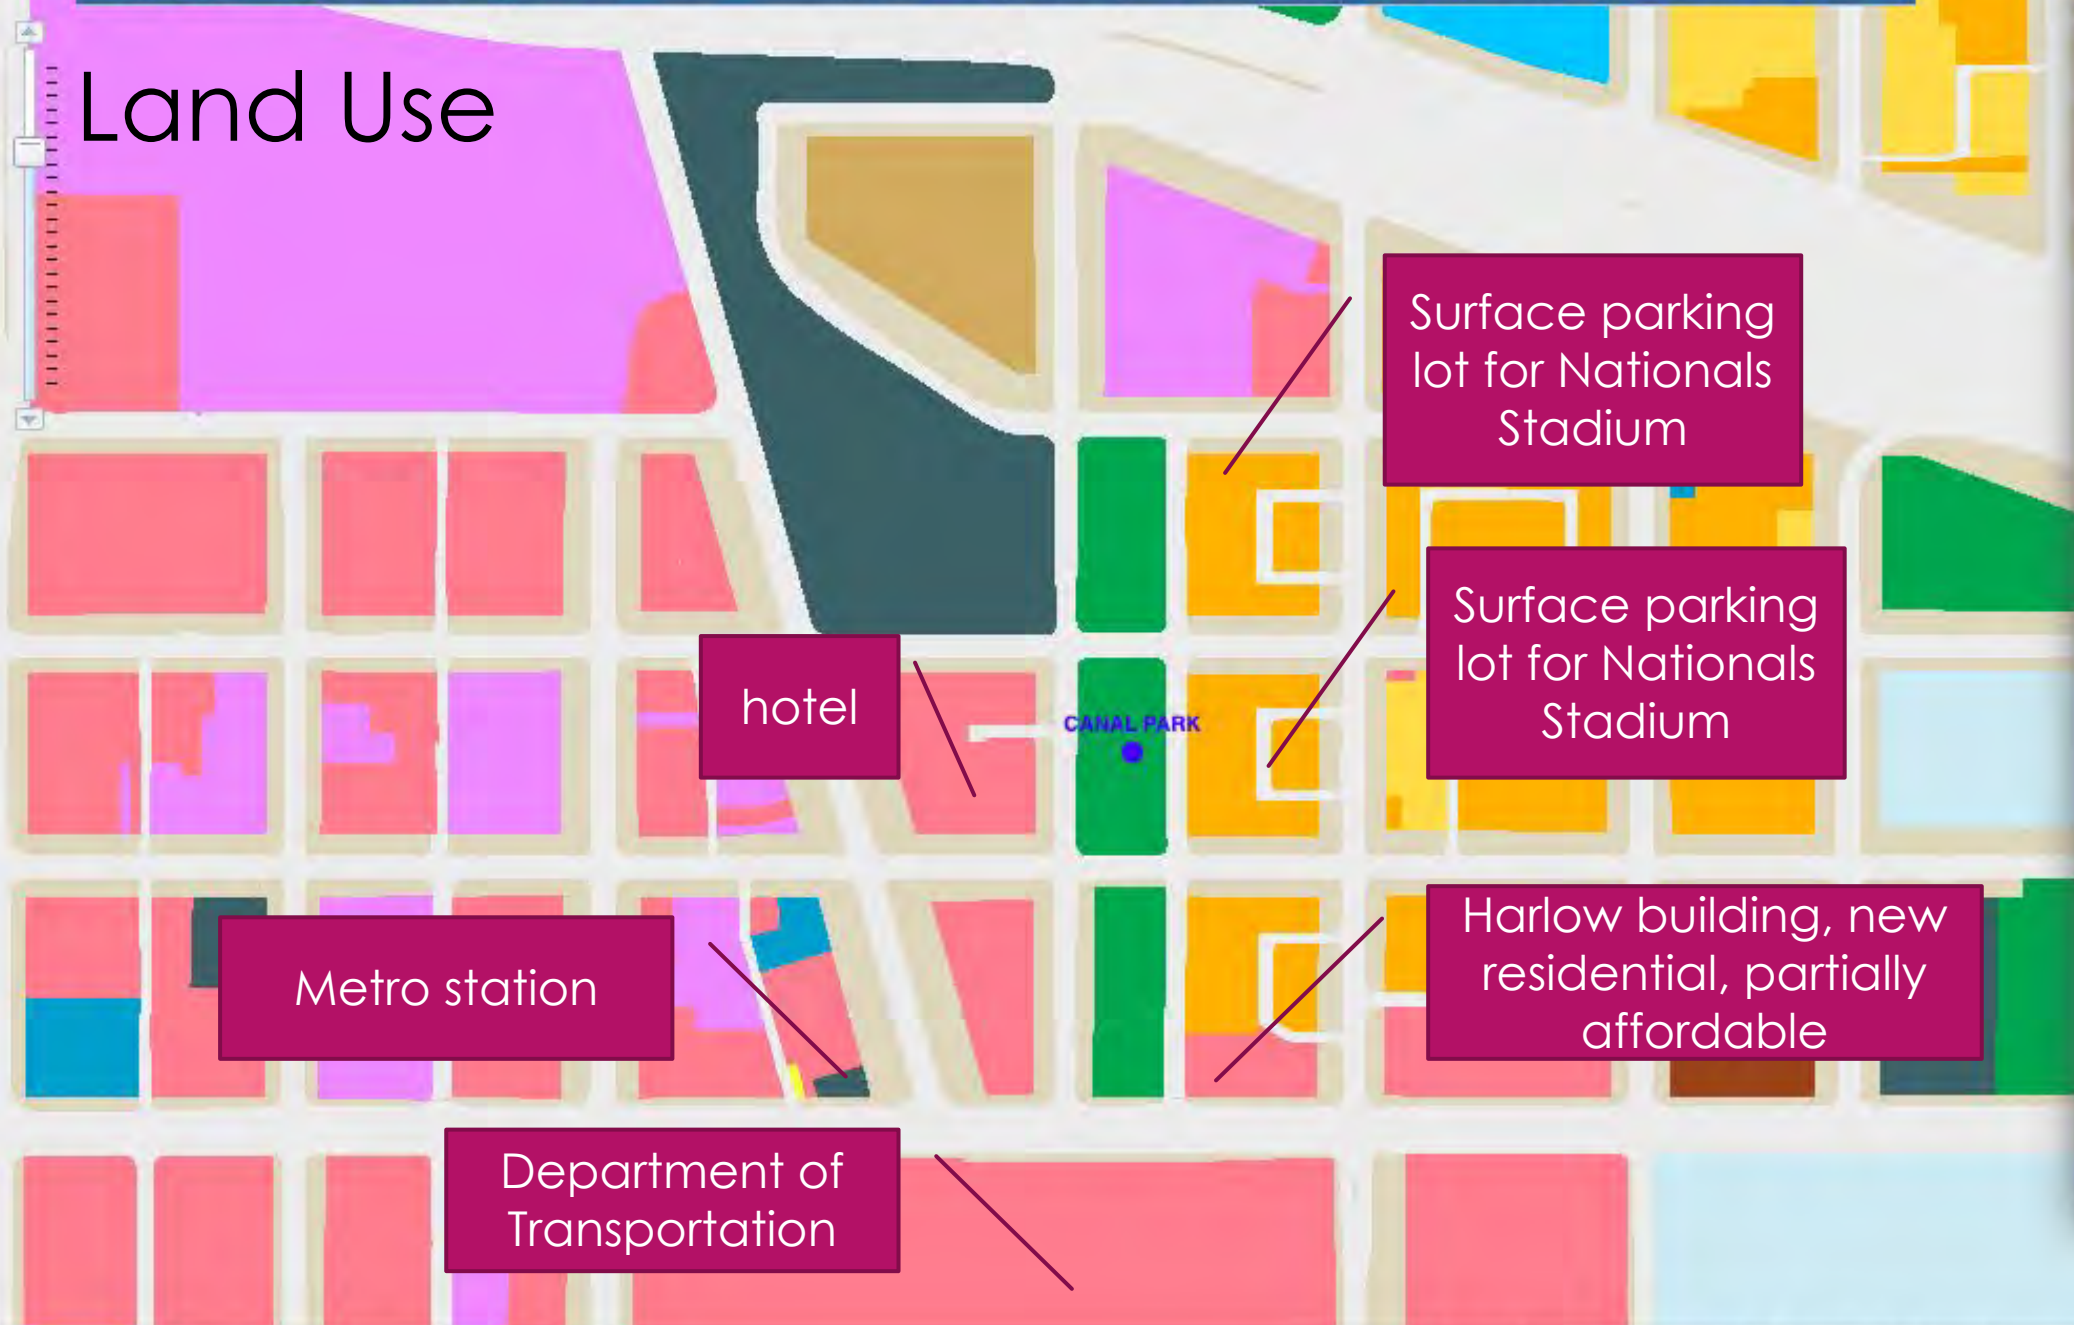 Land Use
Surface parking
lot for Nationals
Stadium
Surface parking
lot for Nationals
Stadium
hotel
CANAL PARK
Harlow building, new
residential, partially
affordable
Metro station
Department of
Transportation